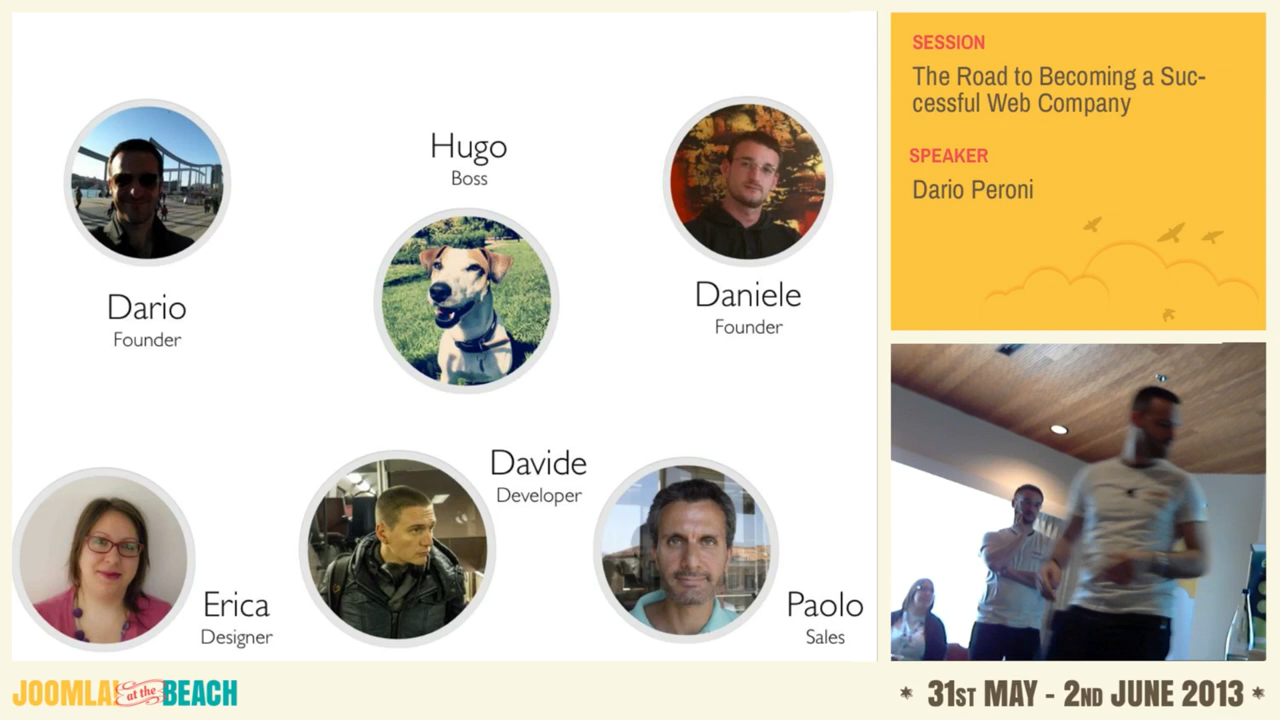 Hugo
Boss
Dario
Founder
Daniele
Founder
Davide
Developer
Erica
Designer
Paolo
Sales
SESSION
The Road to Becoming a Suc-
cessful Web Company
SPEAKER
Dario Peroni
JOOMLA! at the BEACH
* 31ST MAY - 2ND JUNE 2013 *